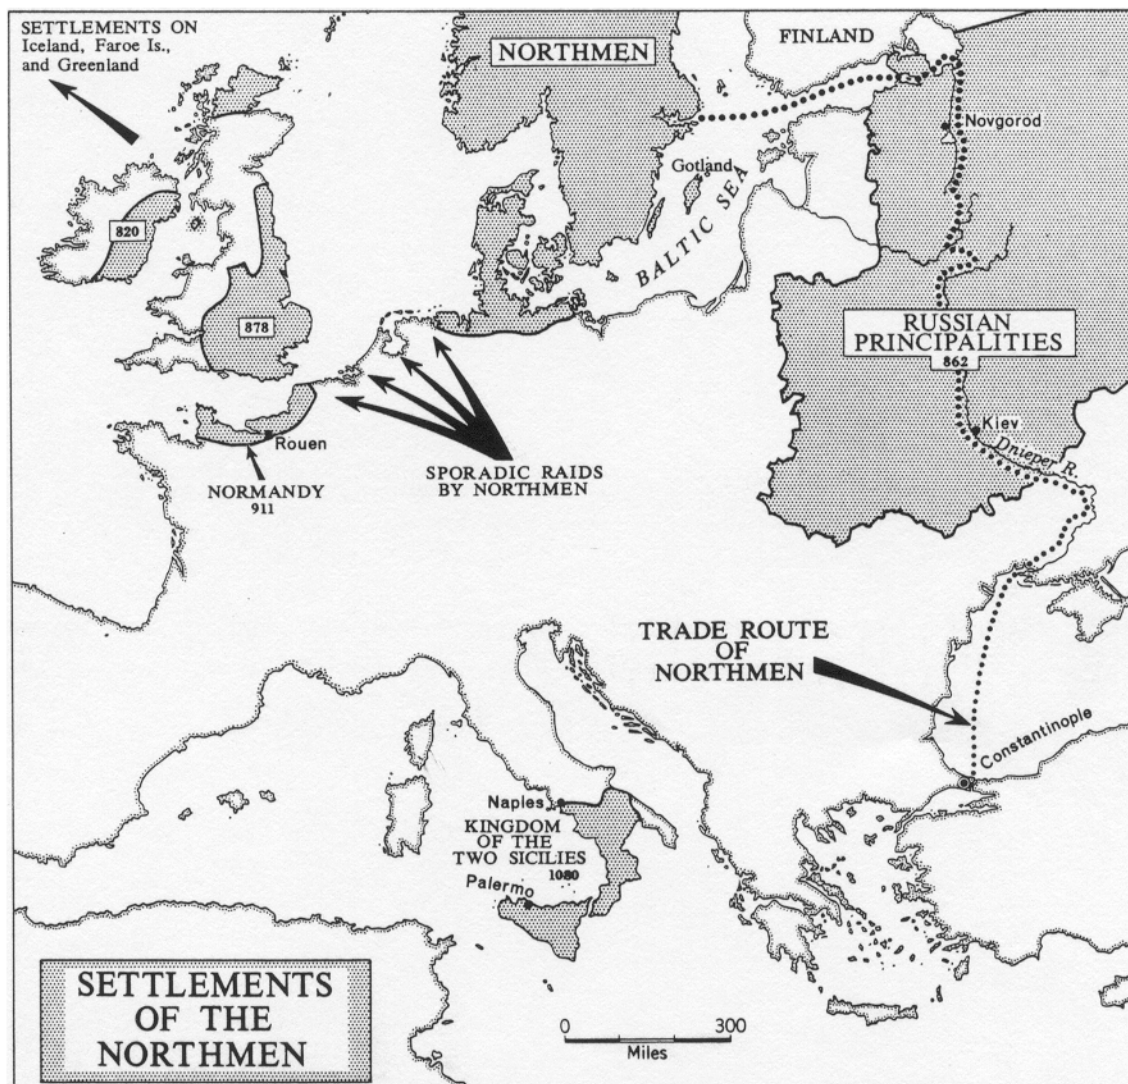 SETTLEMENTS ON
Iceland, Faroe Is.,
and Greenland
NORTHMEN
FINLAND
Novgorod
Gotland
BALTIC SEA
820
878
RUSSIAN
PRINCIPALITIES
862
Kiev
Dnieper R.
Rouen
NORMANDY
911
SPORADIC RAIDS
BY NORTHMEN
TRADE ROUTE
OF
NORTHMEN
Constantinople
Naples
KINGDOM
OF THE
TWO SICILIES
1080
Palermo
SETTLEMENTS
OF THE
NORTHMEN
0 300
Miles